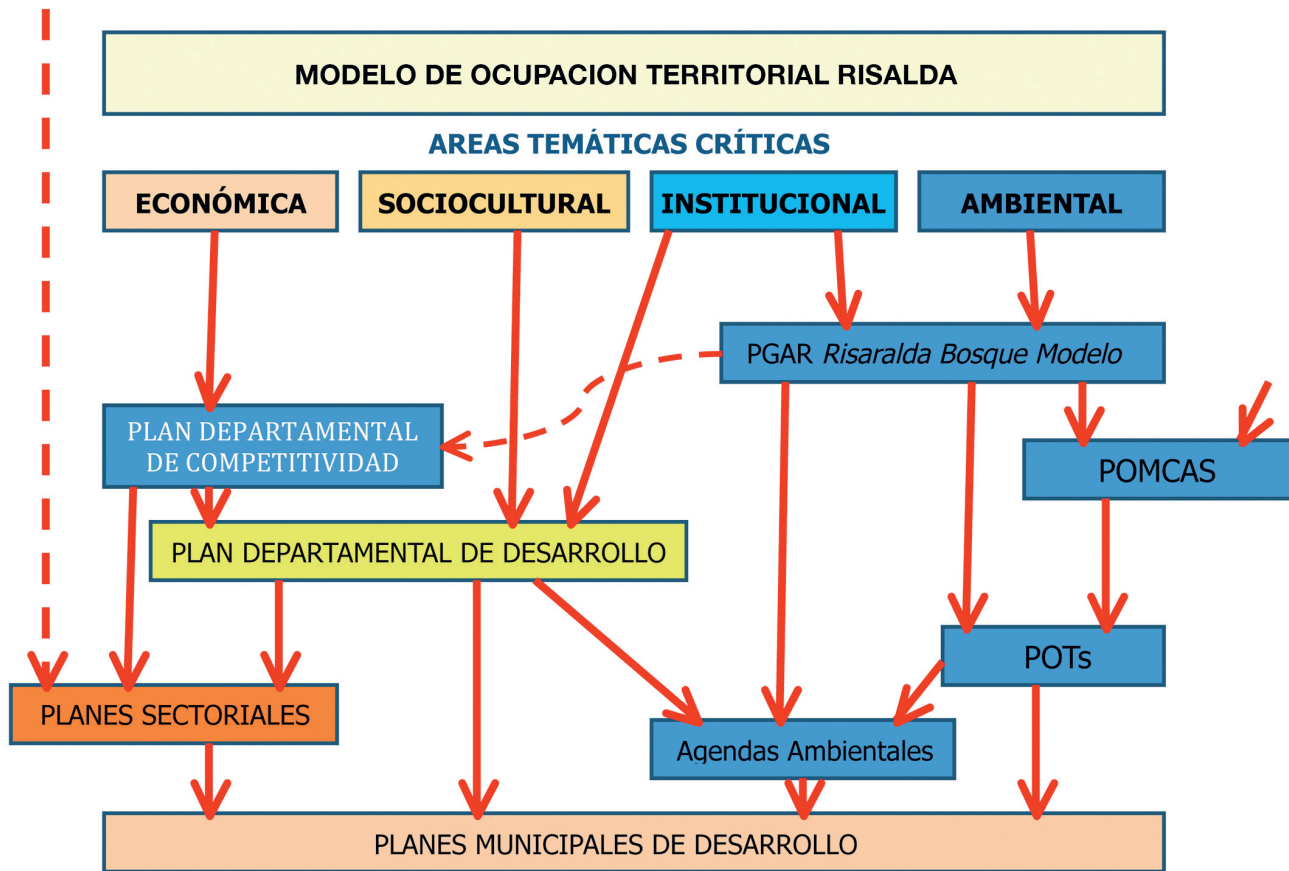 MODELO DE OCUPACION TERRITORIAL RISALDA
AREAS TEMÁTICAS CRÍTICAS
ECONÓMICA
SOCIOCULTURAL
INSTITUCIONAL
AMBIENTAL
PGAR Risaralda Bosque Modelo
PLAN DEPARTAMENTAL
DE COMPETITIVIDAD
POMCAS
PLAN DEPARTAMENTAL DE DESARROLLO
POTs
PLANES SECTORIALES
Agendas Ambientales
PLANES MUNICIPALES DE DESARROLLO